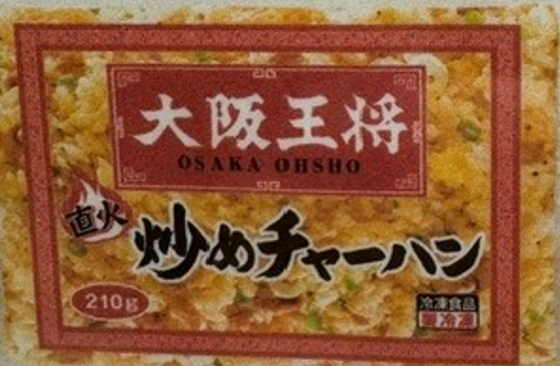 大阪王将
OSAKA OHSHO
直火
炒めチャーハン
210g
冷凍食品
要冷凍